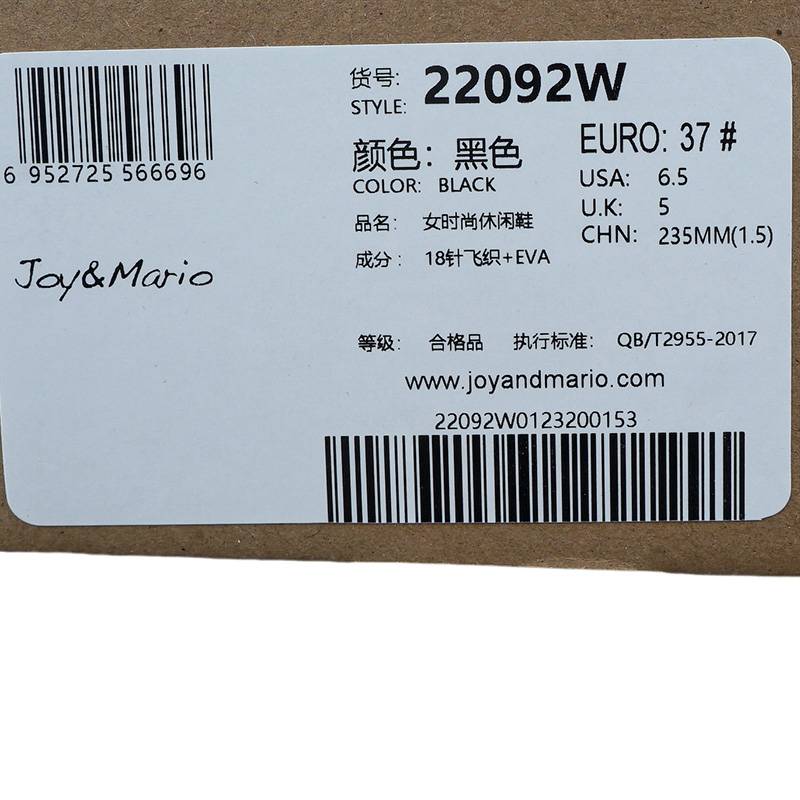 6 952725 566696
Joy&Mario
货号: 22092W
STYLE:
颜色: 黑色
COLOR: BLACK
EURO: 37 #
USA: 6.5
U.K: 5
CHN: 235MM(1.5)
品名: 女时尚休闲鞋
成分: 18针飞织+EVA
等级: 合格品 执行标准: QB/T2955-2017
www.joyandmario.com
22092W0123200153